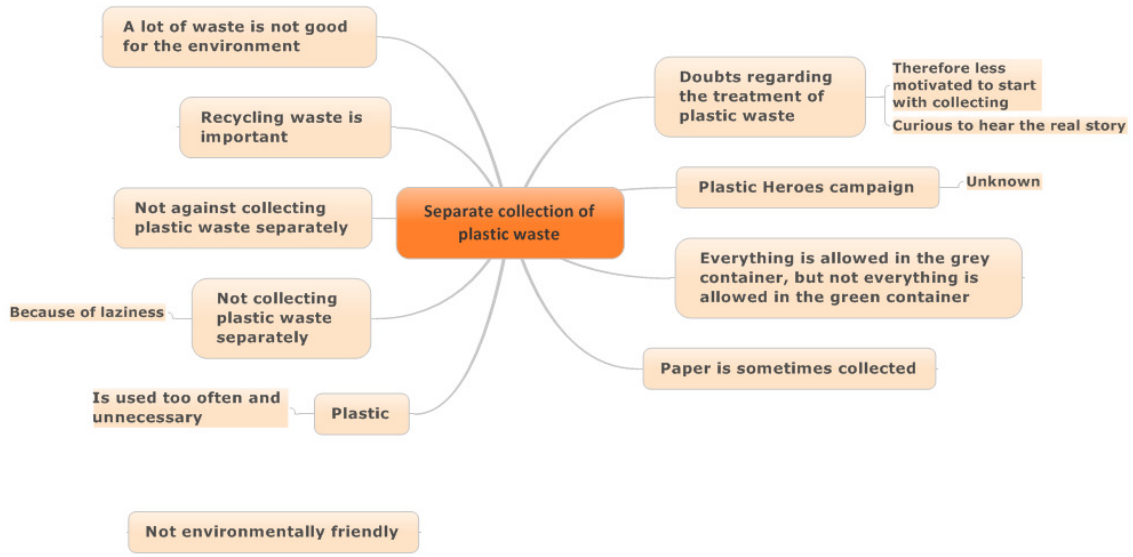 A lot of waste is not good
for the environment
Recycling waste is
important
Not against collecting
plastic waste separately
Because of laziness
Not collecting
plastic waste
separately
Is used too often and
unnecessary
Plastic
Not environmentally friendly
Separate collection of
plastic waste
Doubts regarding
the treatment of
plastic waste
Therefore less
motivated to start
with collecting
Curious to hear the real story
Plastic Heroes campaign
Unknown
Everything is allowed in the grey
container, but not everything is
allowed in the green container
Paper is sometimes collected